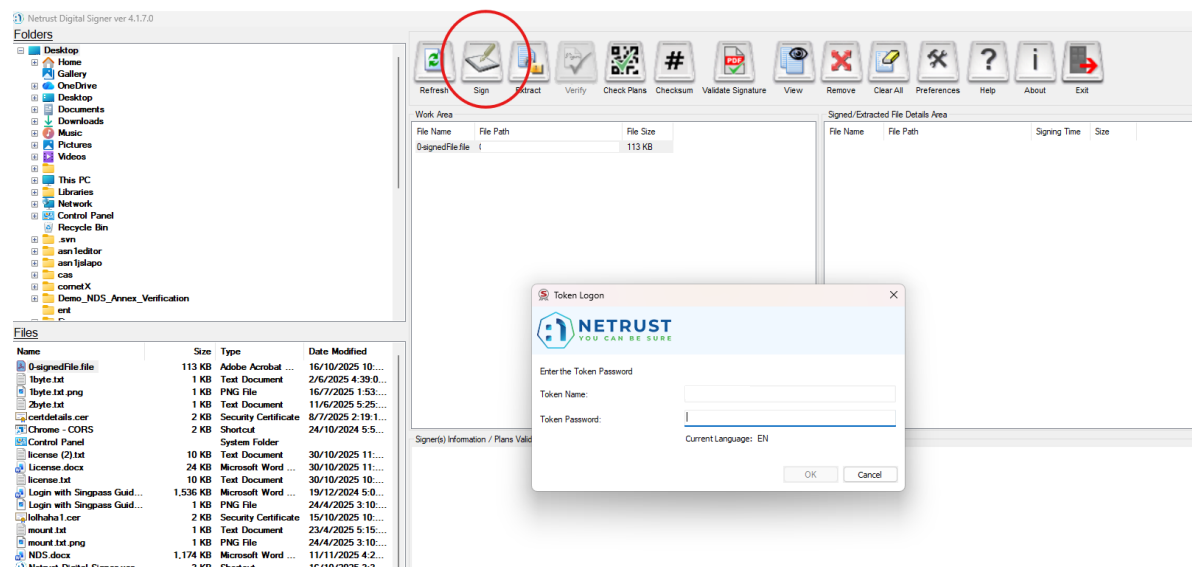 Netrust Digital Signer ver 4.1.7.0
Folders
Desktop
Home
Gallery
OneDrive
Desktop
Documents
Downloads
Music
Pictures
Videos
This PC
Libraries
Network
Control Panel
Recycle Bin
.svn
asn1editor
asn1jslapo
cas
cometX
Demo_NDS_Annex_Verification
ent
Files
Name Size Type Date Modified
0-signedFile.file 113 KB Adobe Acrobat ... 16/10/2025 10:...
1byte.txt 1 KB Text Document 2/6/2025 4:39:0...
1byte.txt.png 1 KB PNG File 16/7/2025 1:53:...
2byte.txt 1 KB Text Document 11/6/2025 5:25:...
certdetails.cer 2 KB Security Certificate 8/7/2025 2:19:1...
Chrome - CORS 2 KB Shortcut 24/10/2024 5:5...
Control Panel System Folder
license (2).txt 10 KB Text Document 30/10/2025 11:...
License.docx 24 KB Microsoft Word ... 30/10/2025 11:...
license.txt 10 KB Text Document 30/10/2025 10:...
Login with Singpass Guid... 1,536 KB Microsoft Word ... 19/12/2024 5:0...
Login with Singpass Guid... 1 KB PNG File 24/4/2025 3:10:...
lolhaha1.cer 2 KB Security Certificate 15/10/2025 10:...
mount.txt 1 KB Text Document 23/4/2025 5:15:...
mount.txt.png 1 KB PNG File 24/4/2025 3:10:...
NDS.docx 1,174 KB Microsoft Word ... 11/11/2025 4:2...
Refresh Sign Extract Verify Check Plans Checksum Validate Signature View Remove Clear All Preferences Help About Exit
Work Area
File Name File Path File Size
0-signedFile.file 113 KB
Signed/Extracted File Details Area
File Name File Path Signing Time Size
Signer(s) Information / Plans Valid
Token Logon
NETRUST
YOU CAN BE SURE
Enter the Token Password
Token Name:
Token Password:
Current Language: EN
OK Cancel